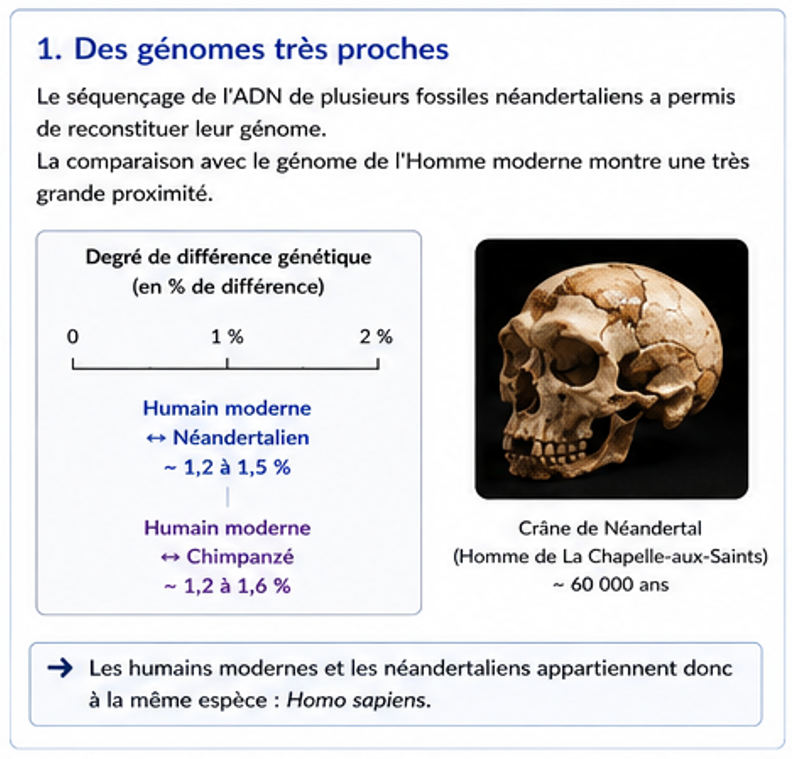 1. Des génomes très proches
Le séquençage de l'ADN de plusieurs fossiles néandertaliens a permis
de reconstituer leur génome.
La comparaison avec le génome de l'Homme moderne montre une très
grande proximité.
Degré de différence génétique
(en % de différence)
0 1 % 2 %
Humain moderne
↔ Néandertalien
~ 1,2 à 1,5 %
Humain moderne
↔ Chimpanzé
~ 1,2 à 1,6 %
Crâne de Néandertal
(Homme de La Chapelle-aux-Saints)
~ 60 000 ans
→ Les humains modernes et les néandertaliens appartiennent donc
à la même espèce : Homo sapiens.